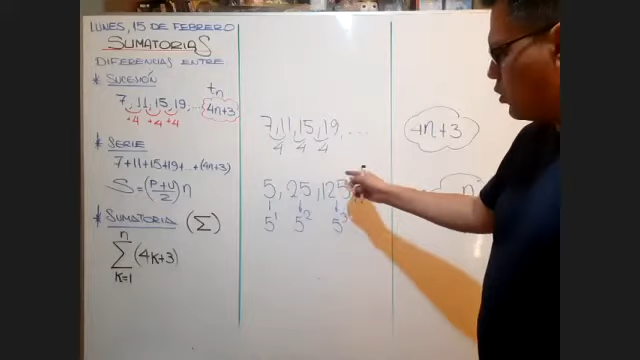 LUNES, 15 DE FEBRERO
SUMATORIAS
DIFERENCIAS ENTRE
* SUCESIÓN
tn
7, 11, 15, 19, ... 4n+3
+4 +4 +4
* SERIE
7+11+15+19+...+(4n+3)
S=(P+U/2)n
* SUMATORIA (Σ)
n
Σ(4K+3)
K=1
7, 11, 15, 19, ...
4 4 4
4n+3
5, 25, 125
5¹ 5² 5³
n